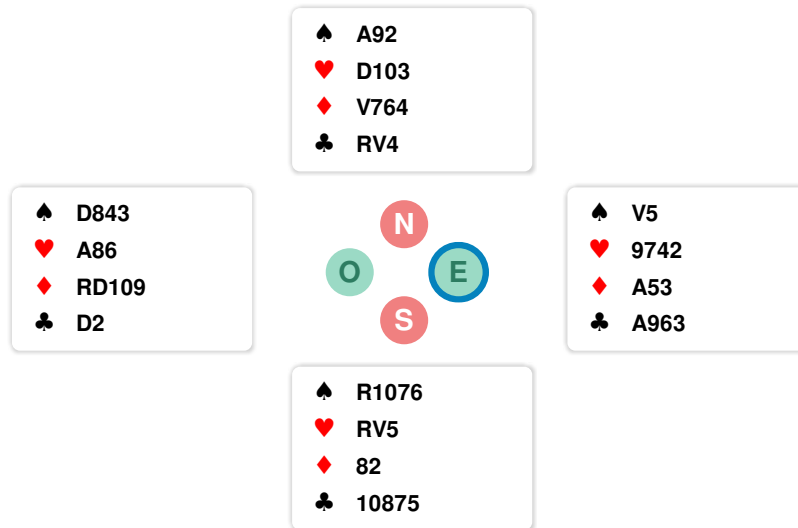 ♠ A92
♥ D103
♦ V764
♣ RV4
♠ D843
♥ A86
♦ RD109
♣ D2
N
O E
S
♠ V5
♥ 9742
♦ A53
♣ A963
♠ R1076
♥ RV5
♦ 82
♣ 10875